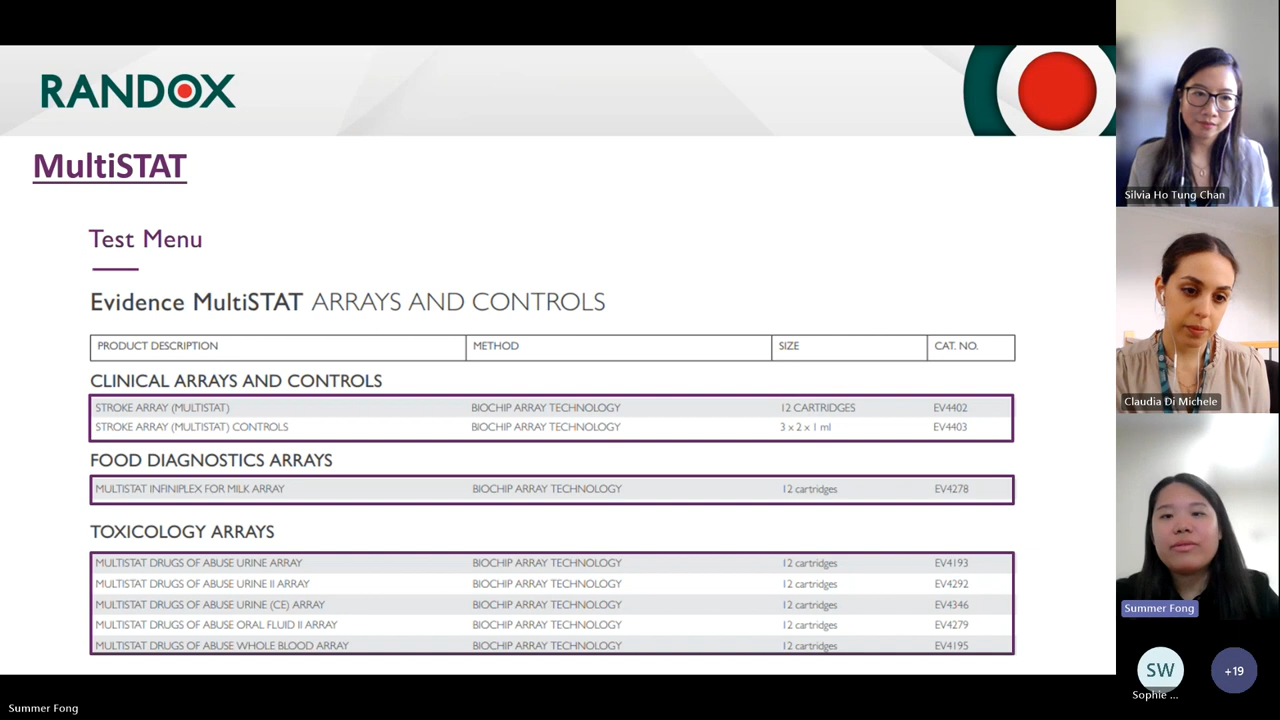 RANDOX
MultiSTAT
Test Menu
Evidence MultiSTAT ARRAYS AND CONTROLS
PRODUCT DESCRIPTION METHOD SIZE CAT. NO.
CLINICAL ARRAYS AND CONTROLS
STROKE ARRAY (MULTISTAT) BIOCHIP ARRAY TECHNOLOGY 12 CARTRIDGES EV4402
STROKE ARRAY (MULTISTAT) CONTROLS BIOCHIP ARRAY TECHNOLOGY 3 x 2 x 1 ml EV4403
FOOD DIAGNOSTICS ARRAYS
MULTISTAT INFINIPLEX FOR MILK ARRAY BIOCHIP ARRAY TECHNOLOGY 12 cartridges EV4278
TOXICOLOGY ARRAYS
MULTISTAT DRUGS OF ABUSE URINE ARRAY BIOCHIP ARRAY TECHNOLOGY 12 cartridges EV4193
MULTISTAT DRUGS OF ABUSE URINE II ARRAY BIOCHIP ARRAY TECHNOLOGY 12 cartridges EV4292
MULTISTAT DRUGS OF ABUSE URINE (CE) ARRAY BIOCHIP ARRAY TECHNOLOGY 12 cartridges EV4346
MULTISTAT DRUGS OF ABUSE ORAL FLUID II ARRAY BIOCHIP ARRAY TECHNOLOGY 12 cartridges EV4279
MULTISTAT DRUGS OF ABUSE WHOLE BLOOD ARRAY BIOCHIP ARRAY TECHNOLOGY 12 cartridges EV4195
Silvia Ho Tung Chan
Claudia Di Michele
Summer Fong
SW
Sophie ...
+19
Summer Fong